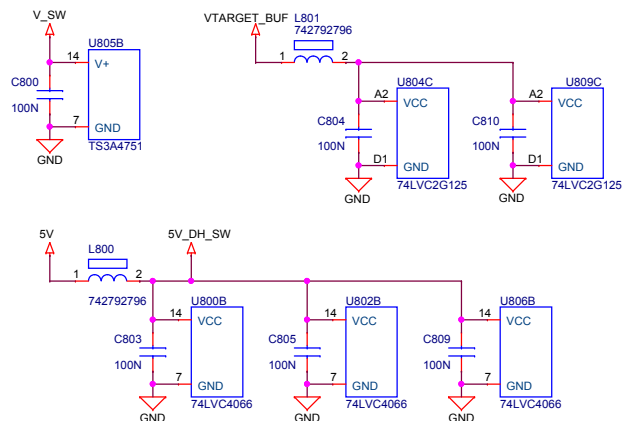 V_SW
U805B
14
V+
C800
100N
7
GND
GND
TS3A4751
VTARGET_BUF
L801
742792796
1
2
A2
VCC
U804C
C804
100N
D1
GND
GND
74LVC2G125
A2
VCC
U809C
C810
100N
D1
GND
GND
74LVC2G125
5V
L800
1
2
742792796
5V_DH_SW
U800B
14
VCC
C803
100N
7
GND
GND
74LVC4066
U802B
14
VCC
C805
100N
7
GND
GND
74LVC4066
U806B
14
VCC
C809
100N
7
GND
GND
74LVC4066